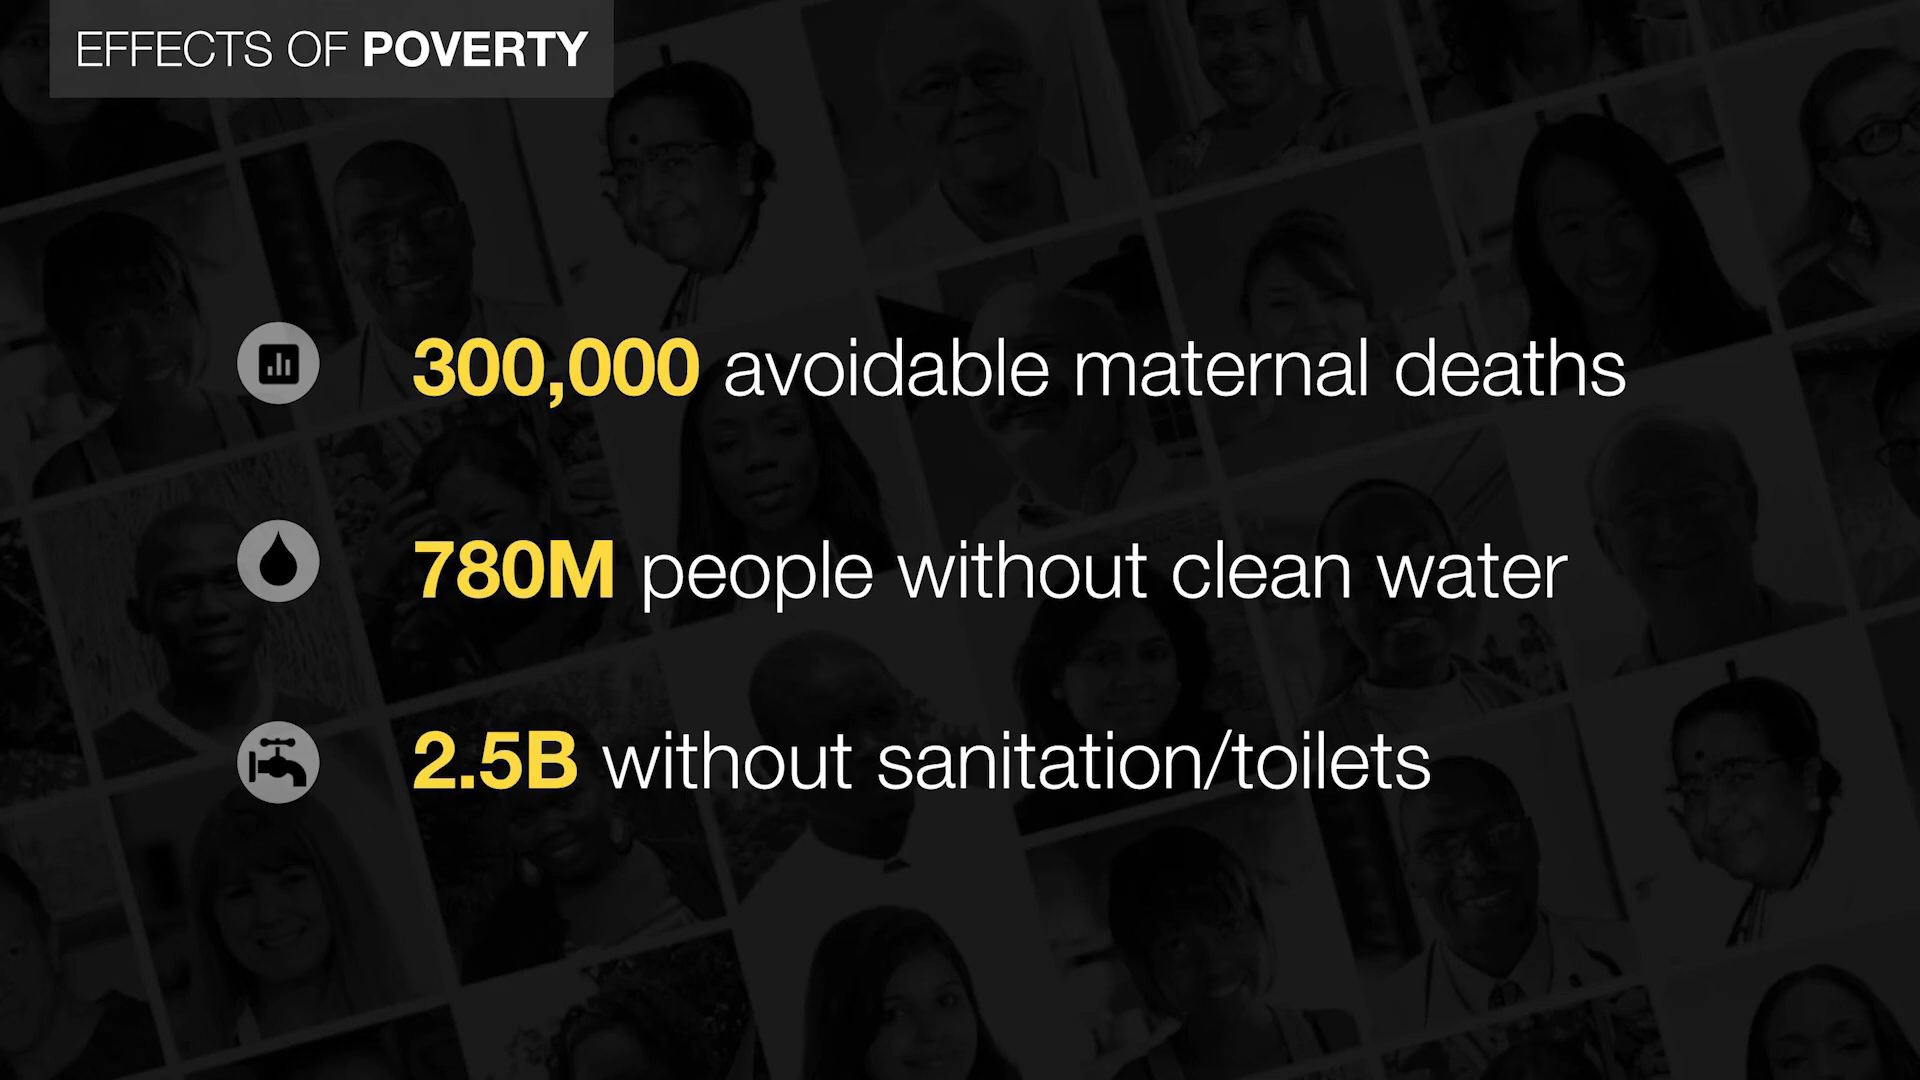 EFFECTS OF POVERTY
300,000 avoidable maternal deaths
780M people without clean water
2.5B without sanitation/toilets